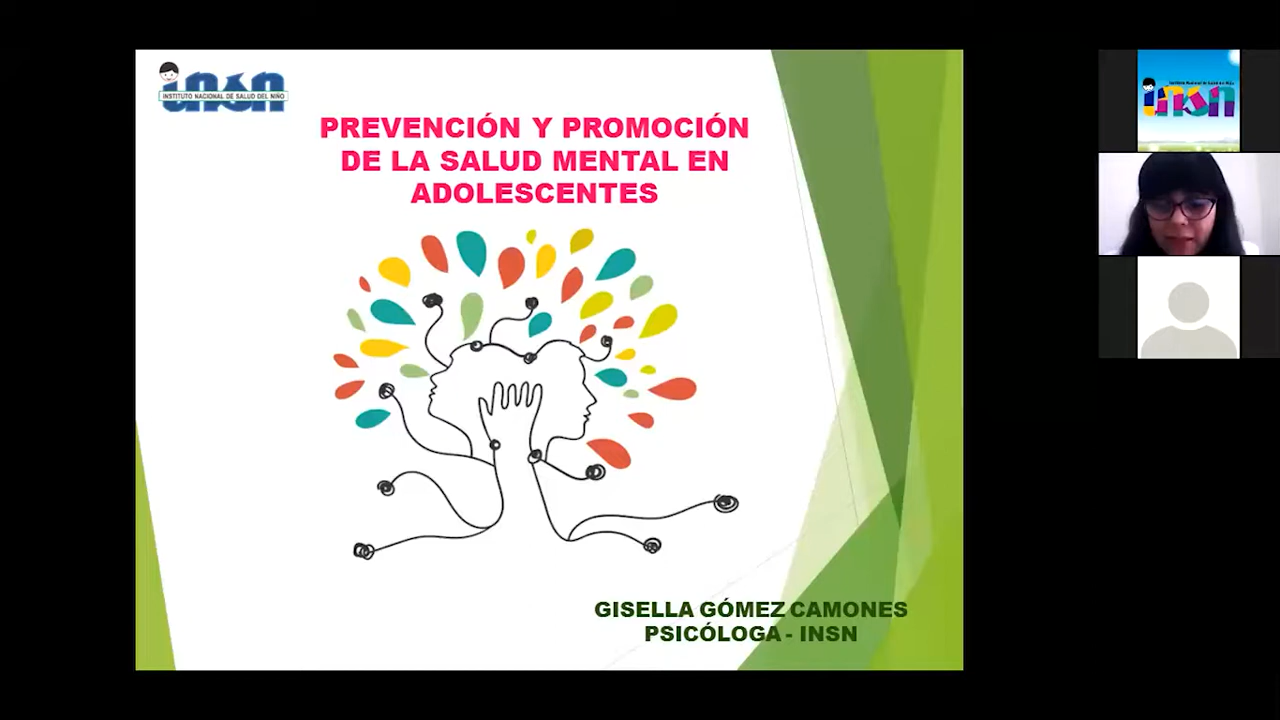 insn
INSTITUTO NACIONAL DE SALUD DEL NIÑO
PREVENCIÓN Y PROMOCIÓN
DE LA SALUD MENTAL EN
ADOLESCENTES
GISELLA GÓMEZ CAMONES
PSICÓLOGA - INSN
insn